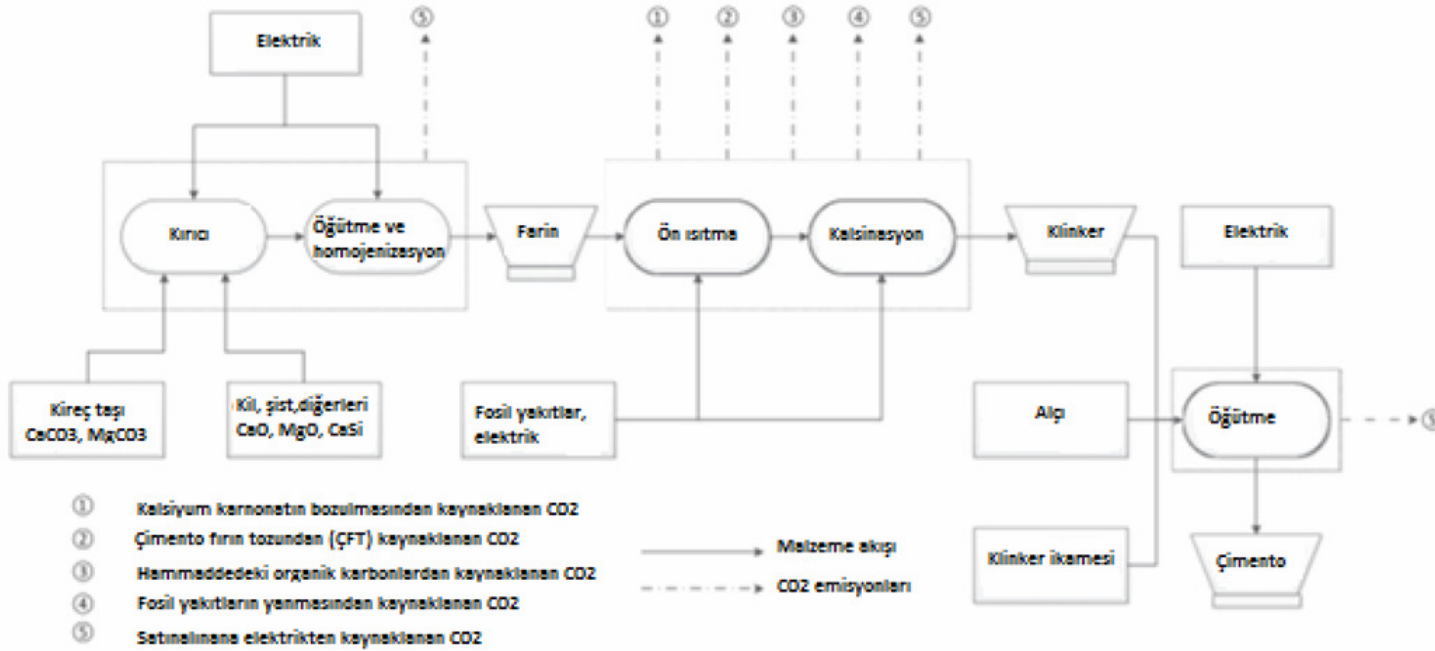 ⑤
①
②
③
④
⑤
Elektrik
Kırıcı
Öğütme ve
homojenizasyon
Farin
Ön ısıtma
Kalsinasyon
Klinker
Elektrik
Kireç taşı
CaCO3, MgCO3
Kil, şist,diğerleri
CaO, MgO, CaSi
Fosil yakıtlar,
elektrik
Alçı
Öğütme
⑤
Klinker ikamesi
Çimento
① Kalsiyum karnonatın bozulmasından kaynaklanan CO2
② Çimento fırın tozundan (ÇFT) kaynaklanan CO2
③ Hammaddedeki organik karbonlardan kaynaklanan CO2
④ Fosil yakıtların yanmasından kaynaklanan CO2
⑤ Satınalınana elektrikten kaynaklanan CO2
Malzeme akışı
CO2 emisyonları